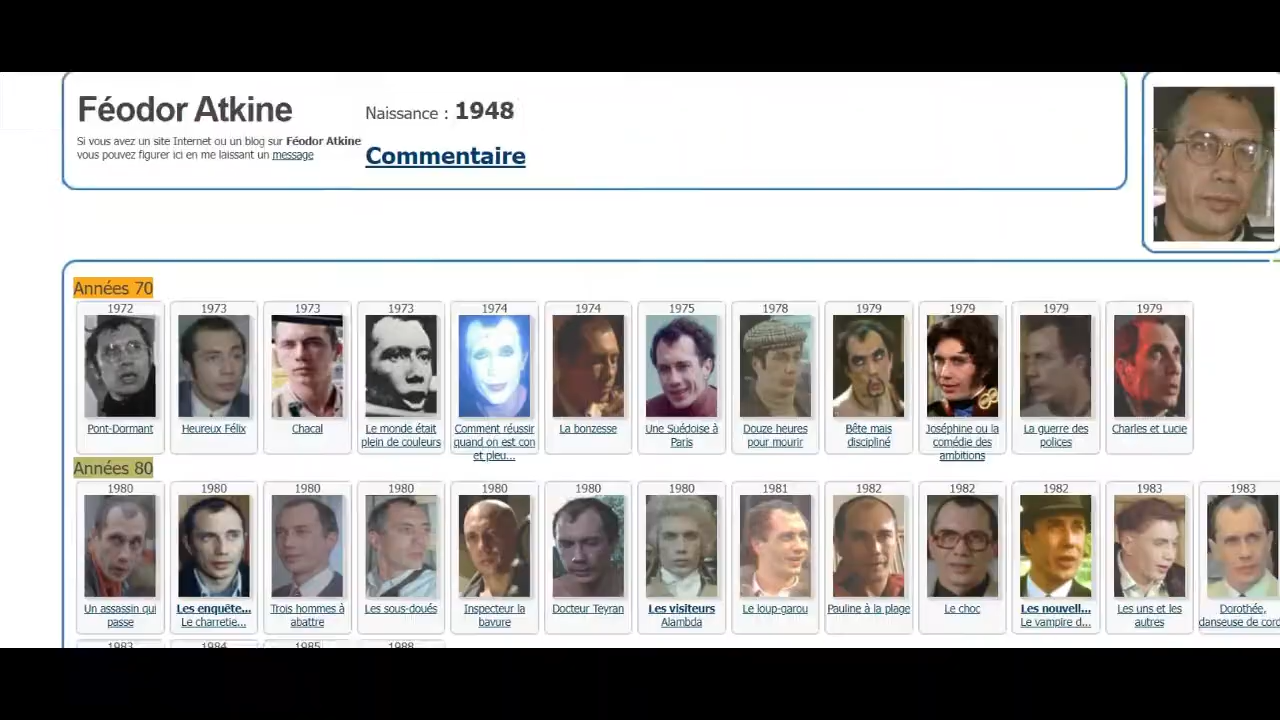 Féodor Atkine
Naissance : 1948
Si vous avez un site Internet ou un blog sur Féodor Atkine
vous pouvez figurer ici en me laissant un message
Commentaire
Années 70
1972 1973 1973 1973 1974 1974 1975 1978 1979 1979 1979 1979
Pont-Dormant Heureux Félix Chacal Le monde était Comment réussir La bonzesse Une Suédoise à Douze heures Bête mais Joséphine ou la La guerre des Charles et Lucie
plein de couleurs quand on est con Paris pour mourir discipliné comédie des polices
et pleu... ambitions
Années 80
1980 1980 1980 1980 1980 1980 1980 1981 1982 1982 1982 1983 1983
Un assassin qui Les enquête... Trois hommes à Les sous-doués Inspecteur la Docteur Teyran Les visiteurs Le loup-garou Pauline à la plage Le choc Les nouvell... Les uns et les Dorothée,
passe Le charretie... abattre bavure Alambda Le vampire d... autres danseuse de cord
1983 1984 1985 1988